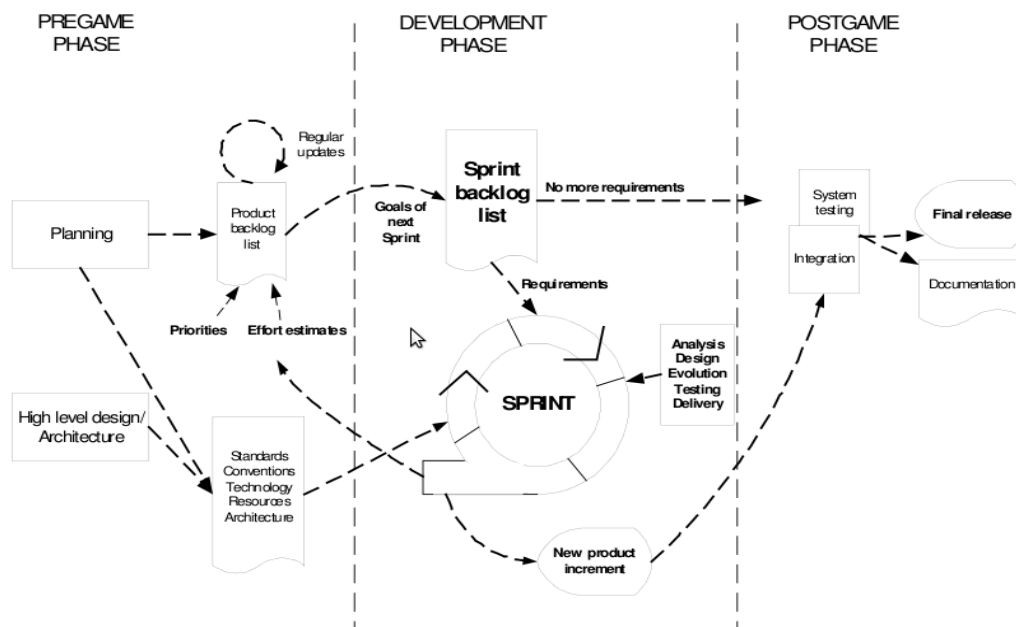 PREGAME
PHASE
DEVELOPMENT
PHASE
POSTGAME
PHASE
Regular
updates
Planning
Product
backlog
list
Priorities
Effort estimates
High level design/
Architecture
Standards
Conventions
Technology
Resources
Architecture
Goals of
next
Sprint
Sprint
backlog
list
No more requirements
Requirements
SPRINT
Analysis
Design
Evolution
Testing
Delivery
New product
increment
System
testing
Integration
Final release
Documentation